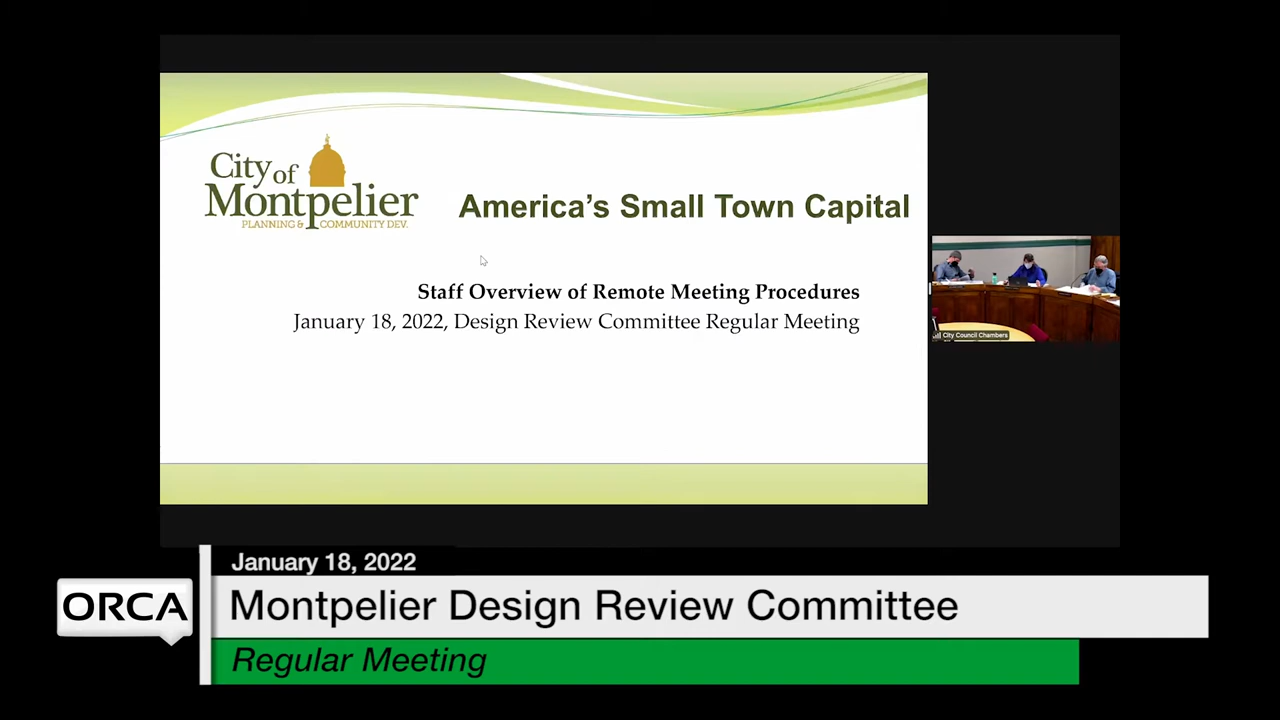 City of
Montpelier
PLANNING & COMMUNITY DEV.
America's Small Town Capital
Staff Overview of Remote Meeting Procedures
January 18, 2022, Design Review Committee Regular Meeting
City Council Chambers
January 18, 2022
ORCA
Montpelier Design Review Committee
Regular Meeting